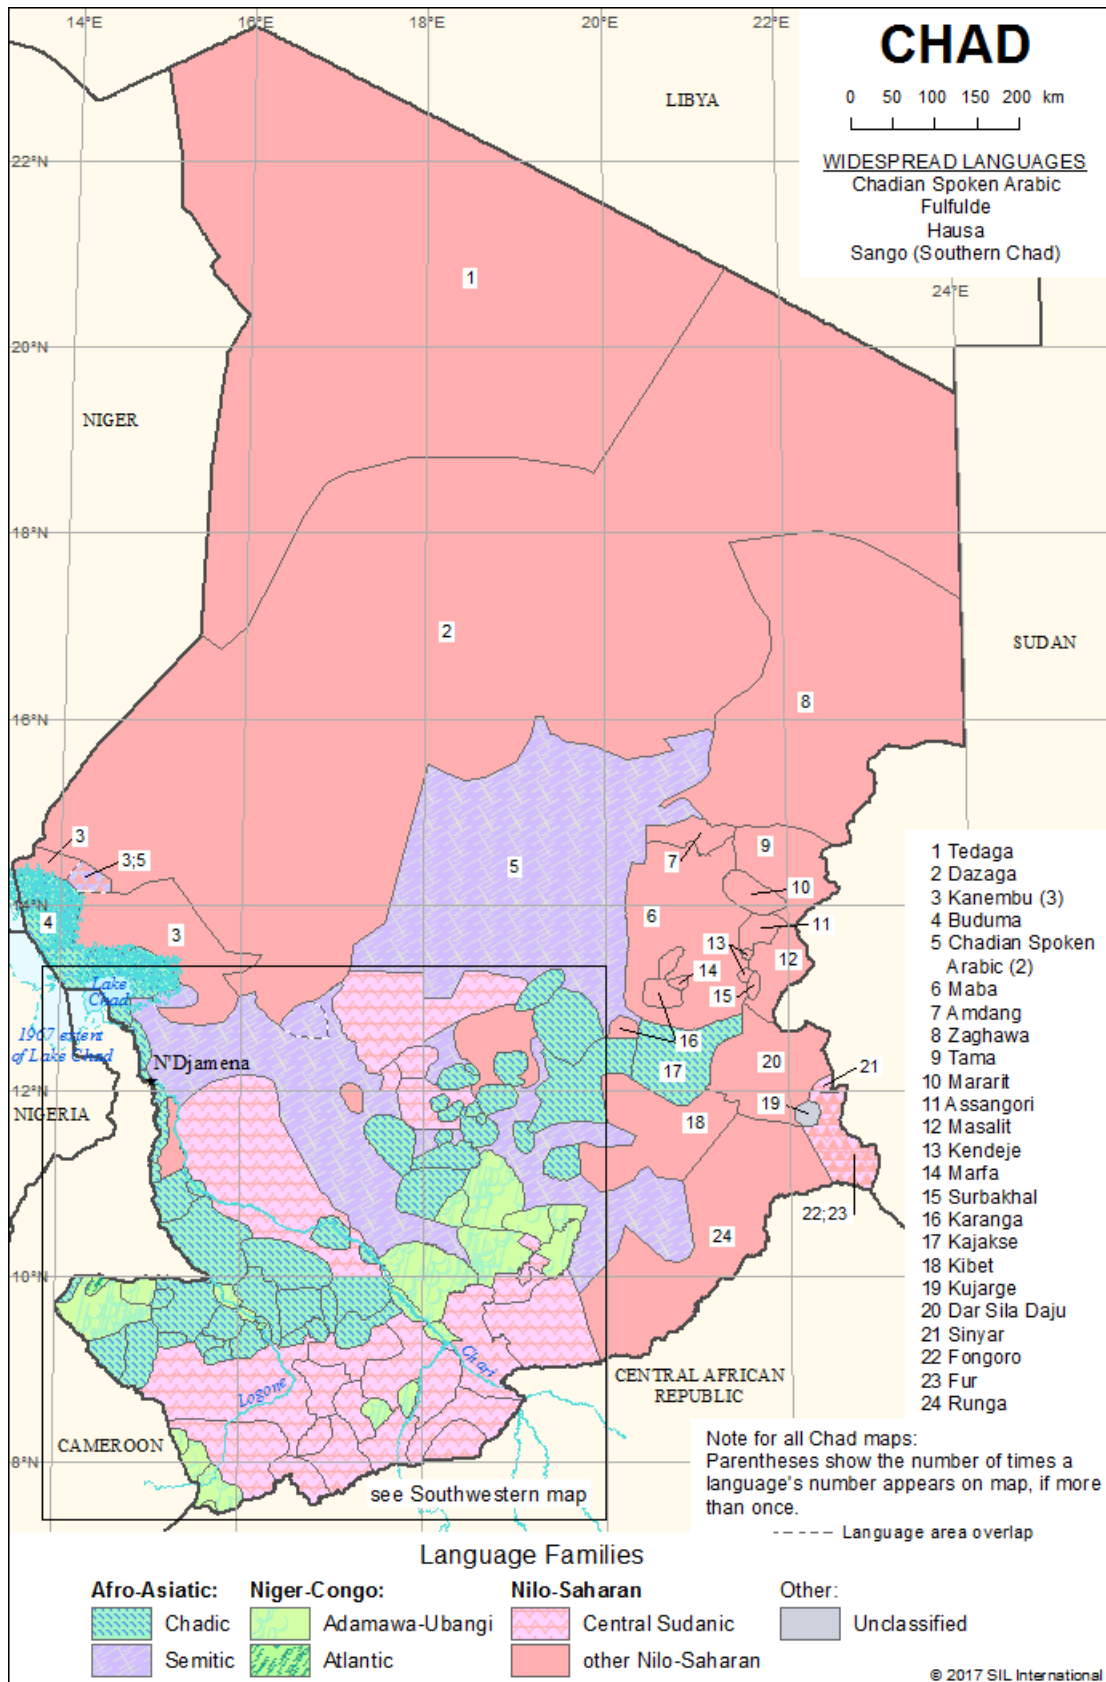 14°E
16°E
18°E
20°E
22°E
CHAD
0 50 100 150 200 km
WIDESPREAD LANGUAGES
Chadian Spoken Arabic
Fulfulde
Hausa
Sango (Southern Chad)
LIBYA
24°E
22°N
1
20°N
NIGER
18°N
2
SUDAN
8
16°N
3
3;5
5
7
9
10
14°N
4
3
6
11
13
12
14
15
Lake
Chad
1967 extent
of Lake Chad
N'Djamena
16
17
20
21
12°N
NIGERIA
19
18
22;23
24
10°N
Chari
Logone
CENTRAL AFRICAN
REPUBLIC
CAMEROON
8°N
see Southwestern map
1 Tedaga
2 Dazaga
3 Kanembu (3)
4 Buduma
5 Chadian Spoken
Arabic (2)
6 Maba
7 Amdang
8 Zaghawa
9 Tama
10 Mararit
11 Assangori
12 Masalit
13 Kendeje
14 Marfa
15 Surbakhal
16 Karanga
17 Kajakse
18 Kibet
19 Kujarge
20 Dar Sila Daju
21 Sinyar
22 Fongoro
23 Fur
24 Runga
Note for all Chad maps:
Parentheses show the number of times a
language's number appears on map, if more
than once.
Language area overlap
Language Families
Afro-Asiatic:
Chadic
Semitic
Niger-Congo:
Adamawa-Ubangi
Atlantic
Nilo-Saharan
Central Sudanic
other Nilo-Saharan
Other:
Unclassified
© 2017 SIL International